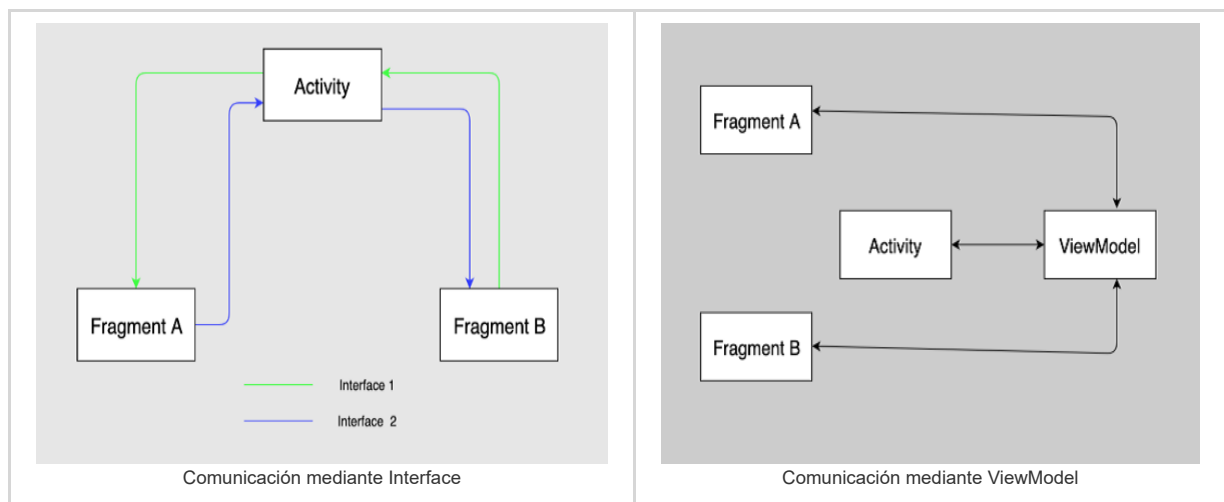 Activity
Fragment A
Fragment B
Interface 1
Interface 2
Comunicación mediante Interface
Fragment A
Activity
ViewModel
Fragment B
Comunicación mediante ViewModel